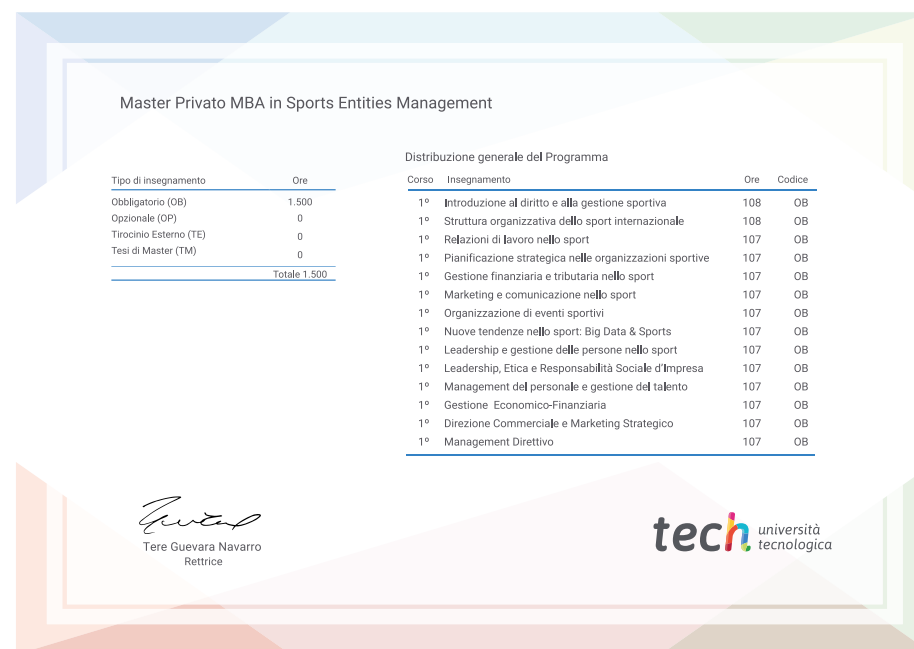 Master Privato MBA in Sports Entities Management
Tipo di insegnamento Ore
Obbligatorio (OB) 1.500
Opzionale (OP) 0
Tirocinio Esterno (TE) 0
Tesi di Master (TM) 0
Totale 1.500
Distribuzione generale del Programma
Corso Insegnamento Ore Codice
1º Introduzione al diritto e alla gestione sportiva 108 OB
1º Struttura organizzativa dello sport internazionale 108 OB
1º Relazioni di lavoro nello sport 107 OB
1º Pianificazione strategica nelle organizzazioni sportive 107 OB
1º Gestione finanziaria e tributaria nello sport 107 OB
1º Marketing e comunicazione nello sport 107 OB
1º Organizzazione di eventi sportivi 107 OB
1º Nuove tendenze nello sport: Big Data & Sports 107 OB
1º Leadership e gestione delle persone nello sport 107 OB
1º Leadership, Etica e Responsabilità Sociale d'Impresa 107 OB
1º Management del personale e gestione del talento 107 OB
1º Gestione Economico-Finanziaria 107 OB
1º Direzione Commerciale e Marketing Strategico 107 OB
1º Management Direttivo 107 OB
Tere Guevara Navarro
Rettrice
tech università
tecnologica